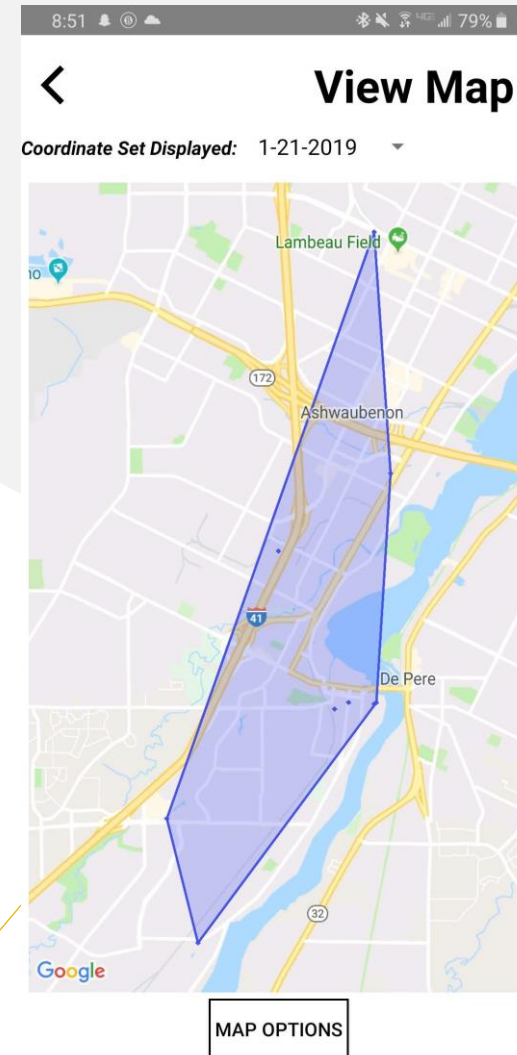 8:51 79%
View Map
Coordinate Set Displayed: 1-21-2019
Lambeau Field
no
172
Ashwaubenon
41
De Pere
32
Google
MAP OPTIONS